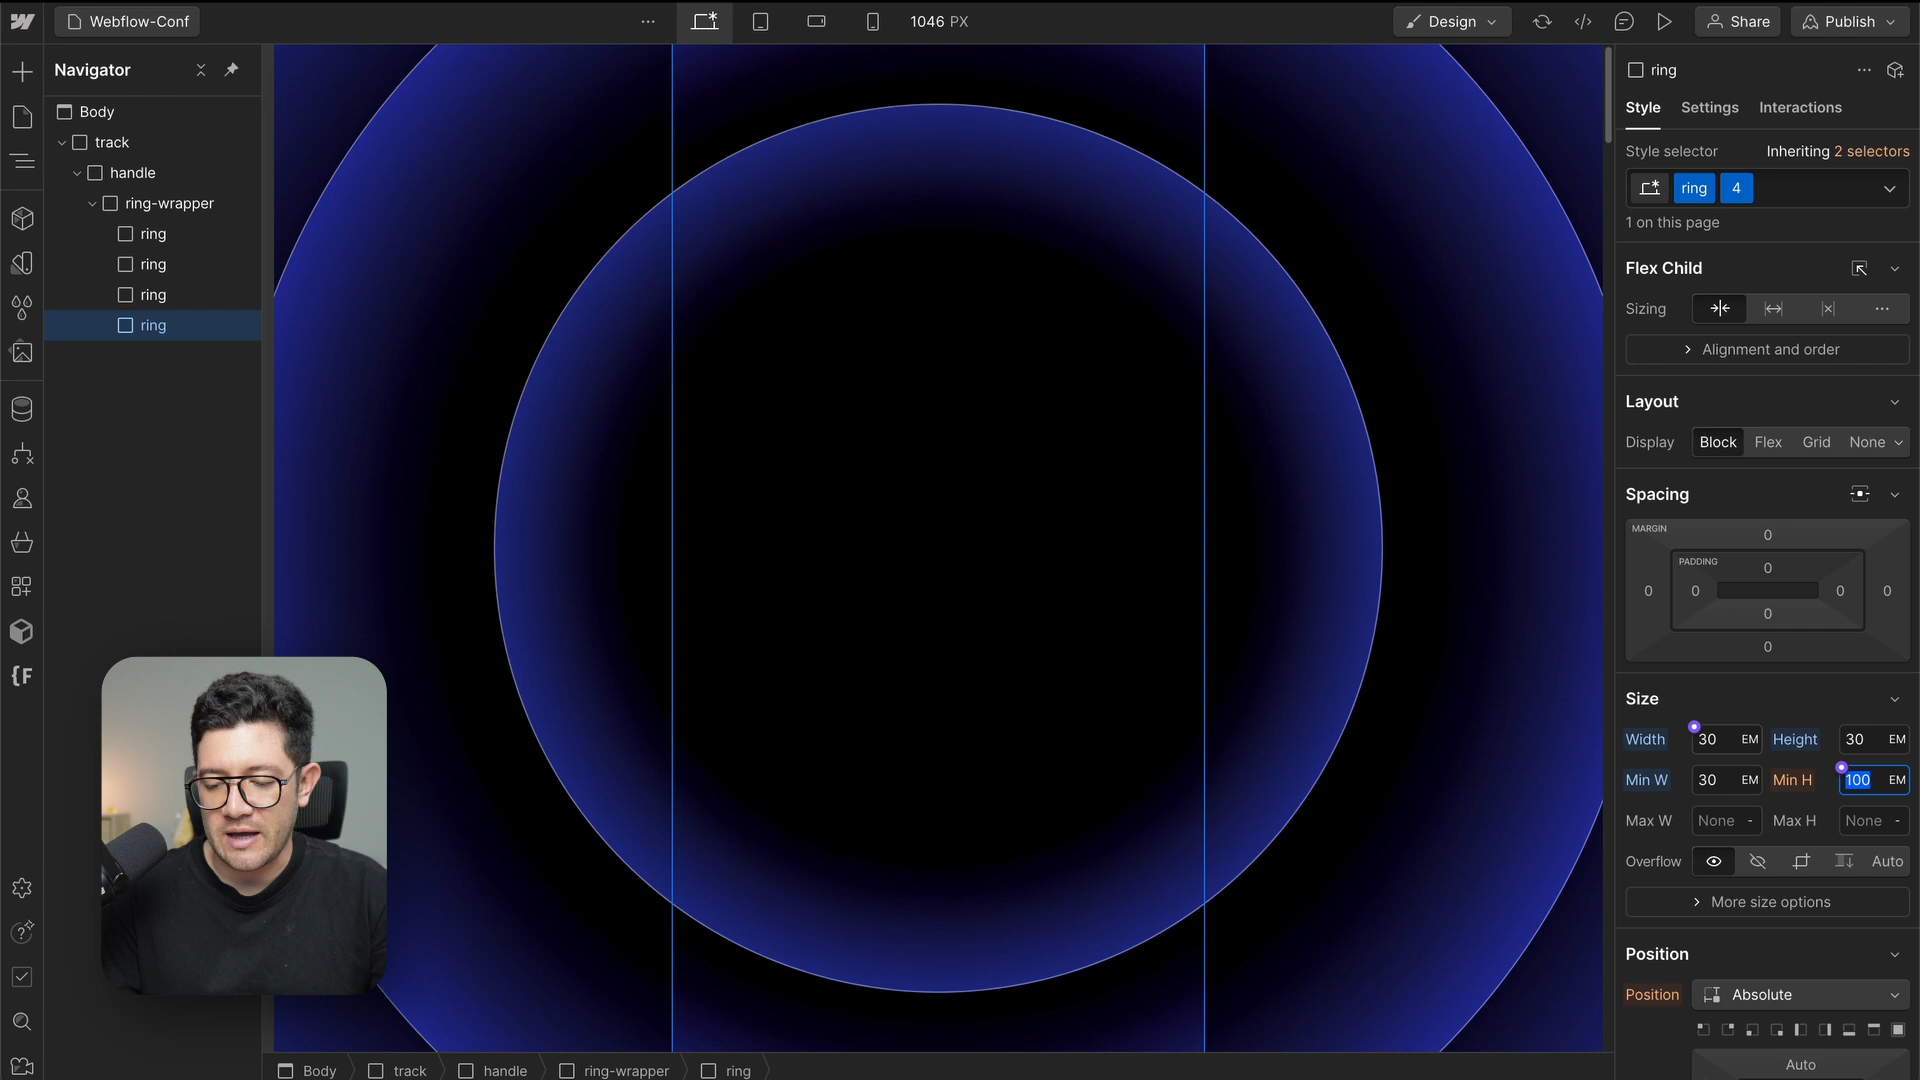 Webflow-Conf
1046 PX
Design
Share
Publish
Navigator
Body
track
handle
ring-wrapper
ring
ring
ring
ring
{F
ring
Style
Settings
Interactions
Style selector
Inheriting 2 selectors
ring
4
1 on this page
Flex Child
Sizing
Alignment and order
Layout
Display
Block
Flex
Grid
None
Spacing
MARGIN
0
PADDING
0
0
0
0
0
0
0
Size
Width
30
EM
Height
30
EM
Min W
30
EM
Min H
100
EM
Max W
None
-
Max H
None
-
Overflow
Auto
More size options
Position
Position
Absolute
Auto
Body
track
handle
ring-wrapper
ring